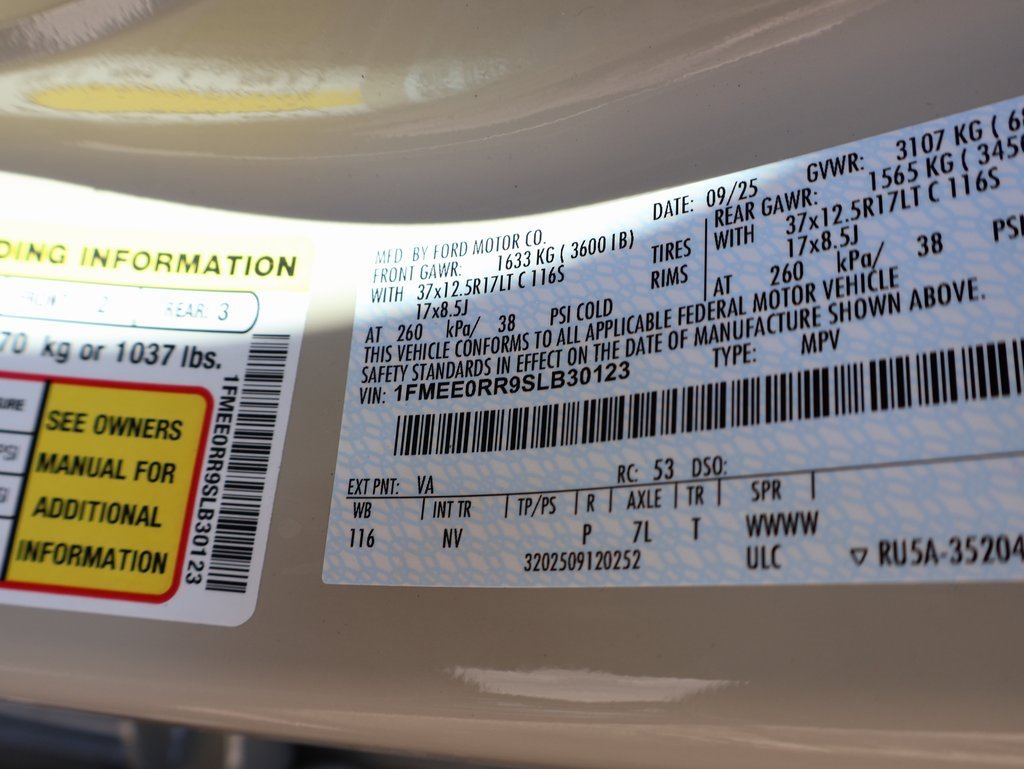 DING INFORMATION
FRONT 2 REAR 3
70 kg or 1037 lbs.
SEE OWNERS
MANUAL FOR
ADDITIONAL
INFORMATION
1FMEE0RR9SLB30123
MFD. BY FORD MOTOR CO.
DATE: 09/25
GVWR: 3107 KG ( 68
FRONT GAWR: 1633 KG ( 3600 lB)
REAR GAWR: 1565 KG ( 3450
WITH 37x12.5R17LT C 116S
TIRES
WITH 37x12.5R17LT C 116S
17x8.5J
RIMS
17x8.5J
AT 260 kPa/ 38 PSI COLD
AT 260 kPa/ 38 PSI
THIS VEHICLE CONFORMS TO ALL APPLICABLE FEDERAL MOTOR VEHICLE
SAFETY STANDARDS IN EFFECT ON THE DATE OF MANUFACTURE SHOWN ABOVE.
VIN: 1FMEE0RR9SLB30123
TYPE: MPV
EXT PNT: VA RC: 53 DSO:
WB INT TR TP/PS R AXLE TR SPR
116 NV P 7L T WWWW
3202509120252 ULC ▽ RU5A-35204